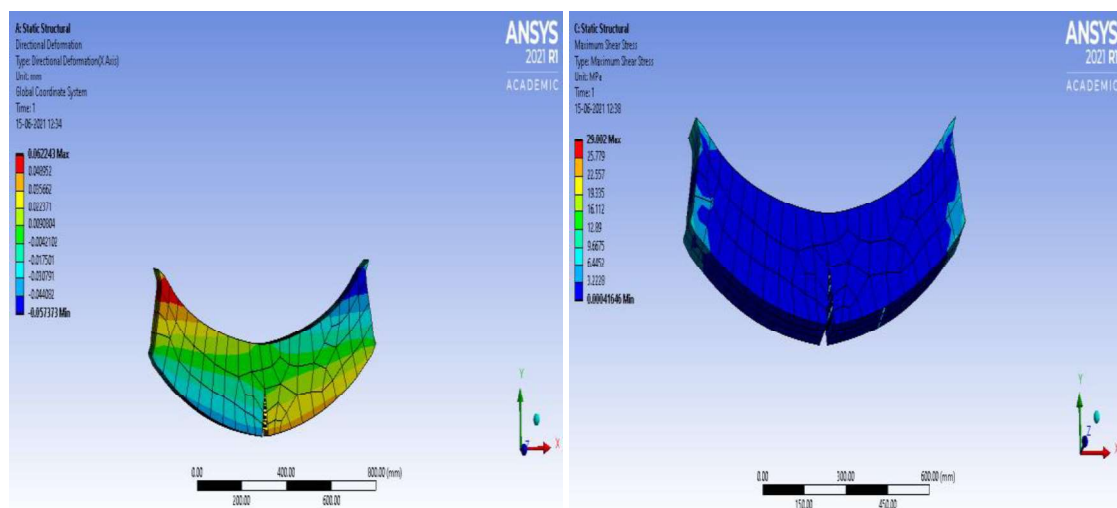 A: Static Structural
Directional Deformation
Type: Directional Deformation(X Axis)
Unit: mm
Global Coordinate System
Time: 1
15-06-2021 12:34
0.062243 Max
0.048952
0.035662
0.022371
0.0090804
-0.0042102
-0.017501
-0.030791
-0.044082
-0.057373 Min
ANSYS
2021 R1
ACADEMIC
Y
X
Z
0.00 400.00 800.00 (mm)
200.00 600.00
C: Static Structural
Maximum Shear Stress
Type: Maximum Shear Stress
Unit: MPa
Time: 1
15-06-2021 12:38
29.002 Max
25.779
22.557
19.335
16.112
12.89
9.6675
6.4452
3.2228
0.00041646 Min
ANSYS
2021 R1
ACADEMIC
Y
X
Z
0.00 300.00 600.00 (mm)
150.00 450.00